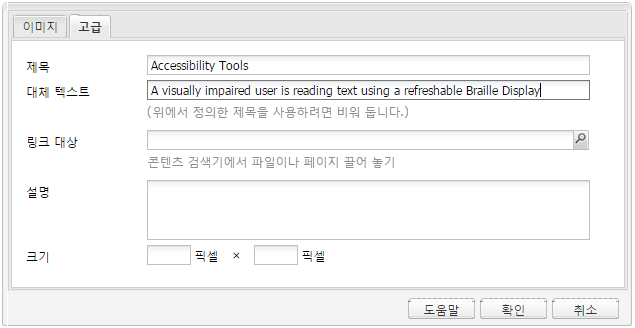 이미지 고급
제목 Accessibility Tools
대체 텍스트 A visually impaired user is reading text using a refreshable Braille Display
(위에서 정의한 제목을 사용하려면 비워 둡니다.)
링크 대상
콘텐츠 검색기에서 파일이나 페이지 끌어 놓기
설명
크기 픽셀 × 픽셀
도움말 확인 취소